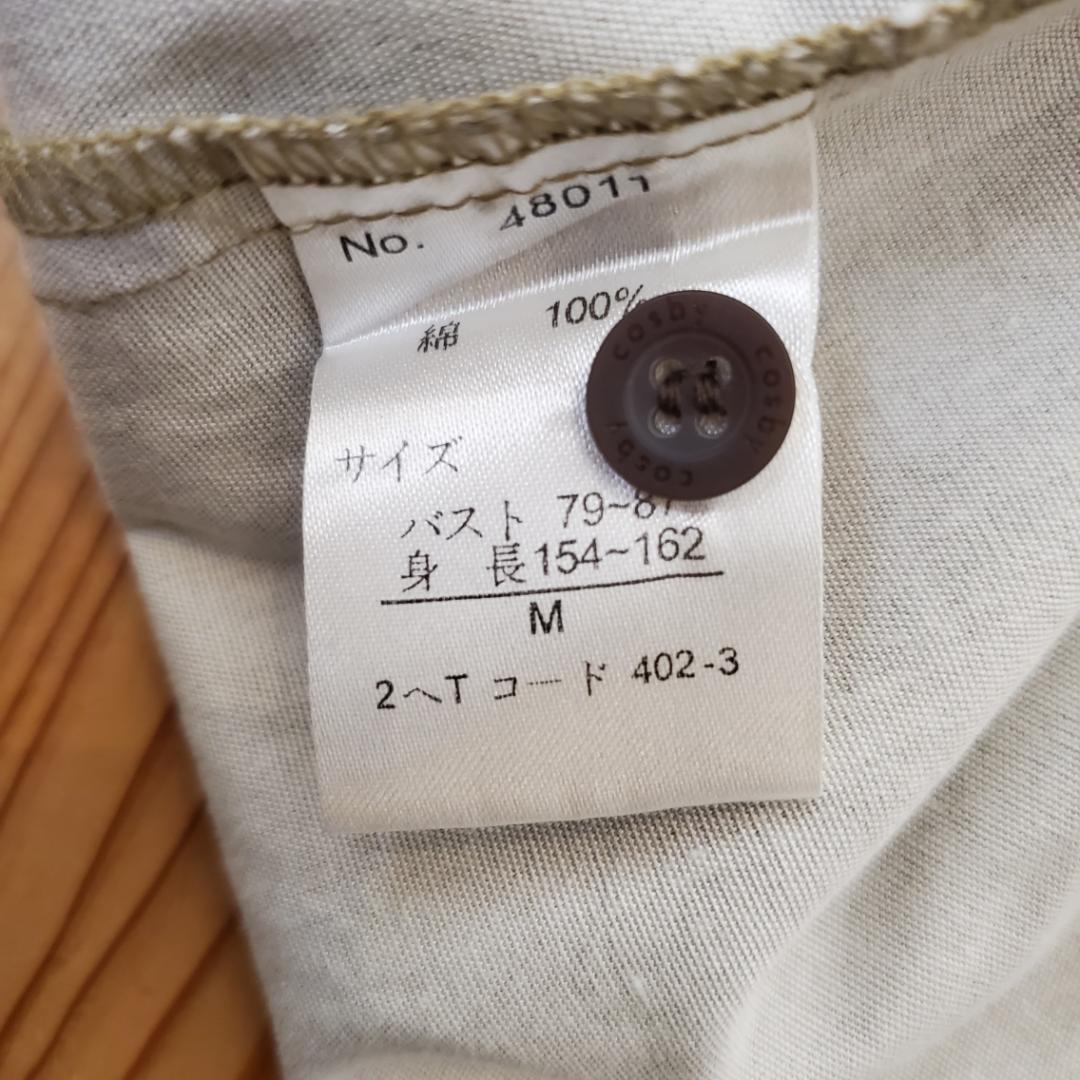 No. 48011
綿 100%
cosby cosby cosby
サイズ
バスト 79~87
身 長154~162
M
2ヘT コード 402-3